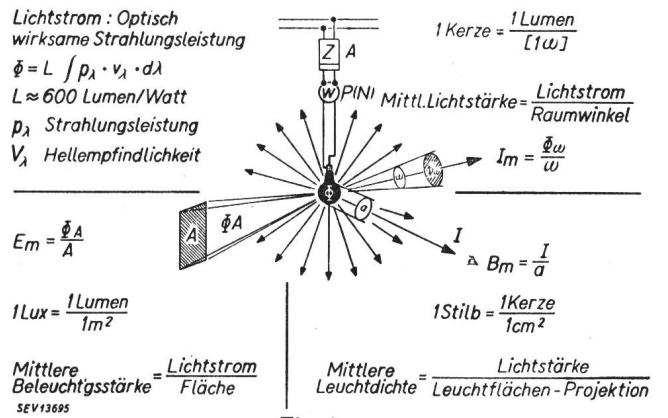 Lichtstrom : Optisch
wirksame Strahlungsleistung
Φ = L ∫ pλ · vλ · dλ
L ≈ 600 Lumen/Watt
pλ Strahlungsleistung
Vλ Hellempfindlichkeit
Z A
W P(N)
1 Kerze = 1 Lumen / [1ω]
Mittl. Lichtstärke = Lichtstrom / Raumwinkel
Im = Φω / ω
ω
Φω
Φ
a
I
A
ΦA
Em = ΦA / A
Bm = I / a
1 Lux = 1 Lumen / 1m²
1 Stilb = 1 Kerze / 1cm²
Mittlere
Beleucht'gsstärke = Lichtstrom / Fläche
Mittlere
Leuchtdichte = Lichtstärke / Leuchtflächen - Projektion
SEV13695